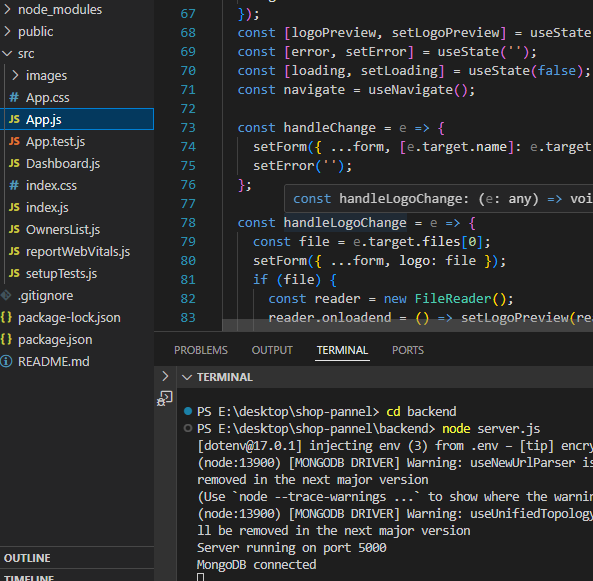 node_modules
public
src
images
# App.css
JS App.js
JS App.test.js
JS Dashboard.js
# index.css
JS index.js
JS OwnersList.js
JS reportWebVitals.js
JS setupTests.js
.gitignore
{} package-lock.json
{} package.json
README.md
OUTLINE
67 });
68 const [logoPreview, setLogoPreview] = useState
69 const [error, setError] = useState('');
70 const [loading, setLoading] = useState(false);
71 const navigate = useNavigate();
72
73 const handleChange = e => {
74 setForm({ ...form, [e.target.name]: e.target
75 setError('');
76 };
77 const handleLogoChange: (e: any) => voi
78 const handleLogoChange = e => {
79 const file = e.target.files[0];
80 setForm({ ...form, logo: file });
81 if (file) {
82 const reader = new FileReader();
83 reader.onloadend = () => setLogoPreview(re
PROBLEMS OUTPUT TERMINAL PORTS
TERMINAL
PS E:\desktop\shop-pannel> cd backend
PS E:\desktop\shop-pannel\backend> node server.js
[dotenv@17.0.1] injecting env (3) from .env – [tip] encry
(node:13900) [MONGODB DRIVER] Warning: useNewUrlParser is
removed in the next major version
(Use `node --trace-warnings ...` to show where the warnin
(node:13900) [MONGODB DRIVER] Warning: useUnifiedTopology
ll be removed in the next major version
Server running on port 5000
MongoDB connected